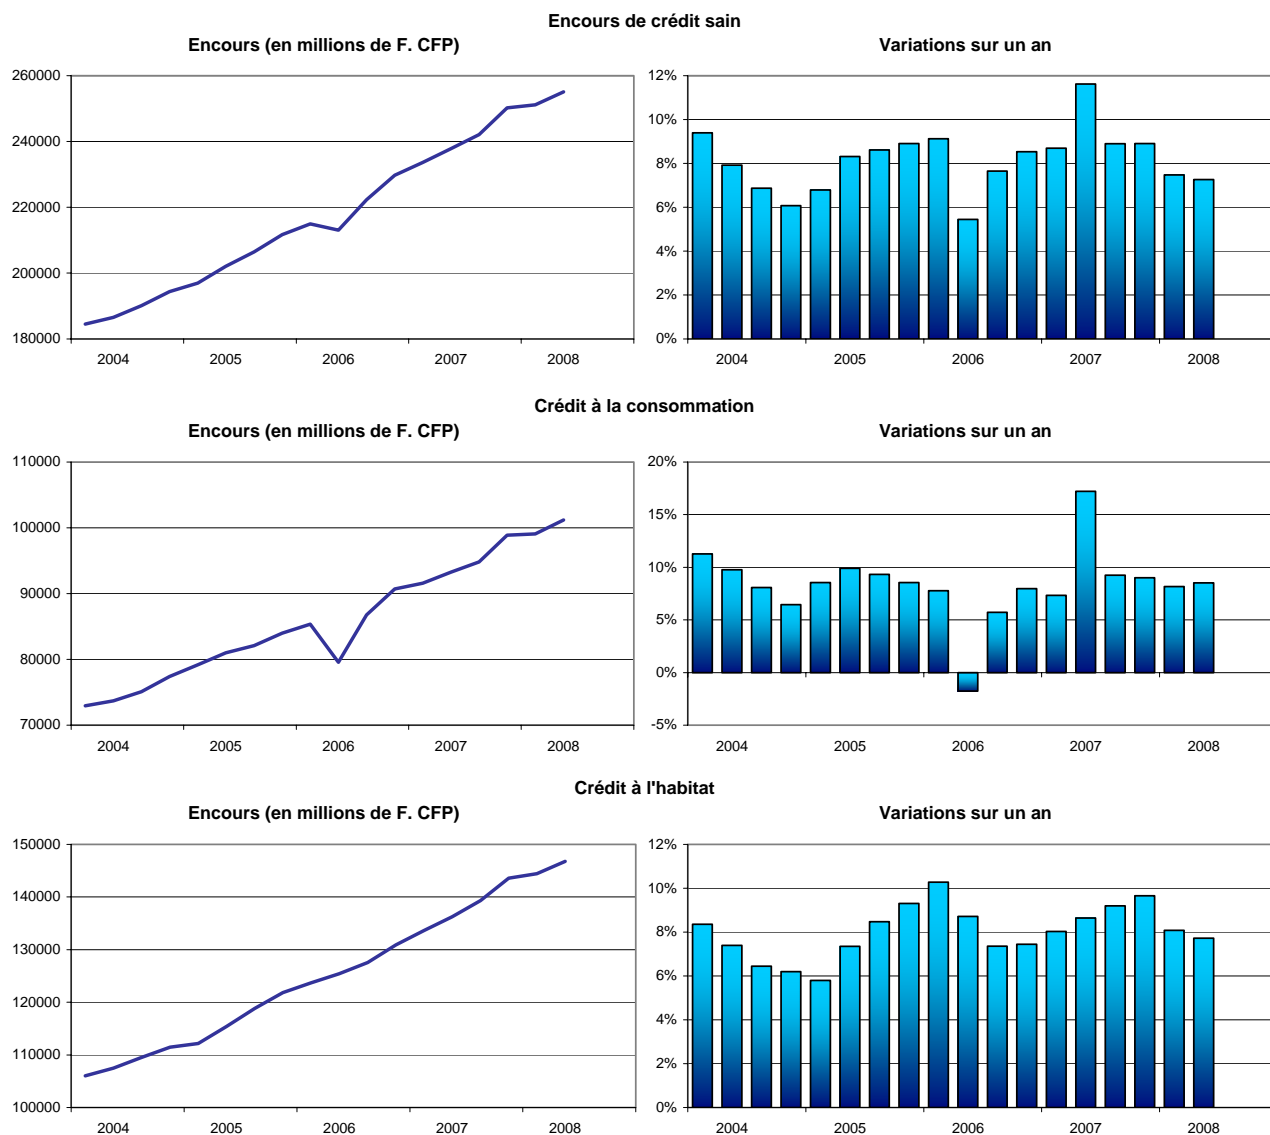 Encours de crédit sain
Encours (en millions de F. CFP)
260000
240000
220000
200000
180000
2004 2005 2006 2007 2008
Variations sur un an
12%
10%
8%
6%
4%
2%
0%
2004 2005 2006 2007 2008
Crédit à la consommation
Encours (en millions de F. CFP)
110000
100000
90000
80000
70000
2004 2005 2006 2007 2008
Variations sur un an
20%
15%
10%
5%
0%
-5%
2004 2005 2006 2007 2008
Crédit à l'habitat
Encours (en millions de F. CFP)
150000
140000
130000
120000
110000
100000
2004 2005 2006 2007 2008
Variations sur un an
12%
10%
8%
6%
4%
2%
0%
2004 2005 2006 2007 2008